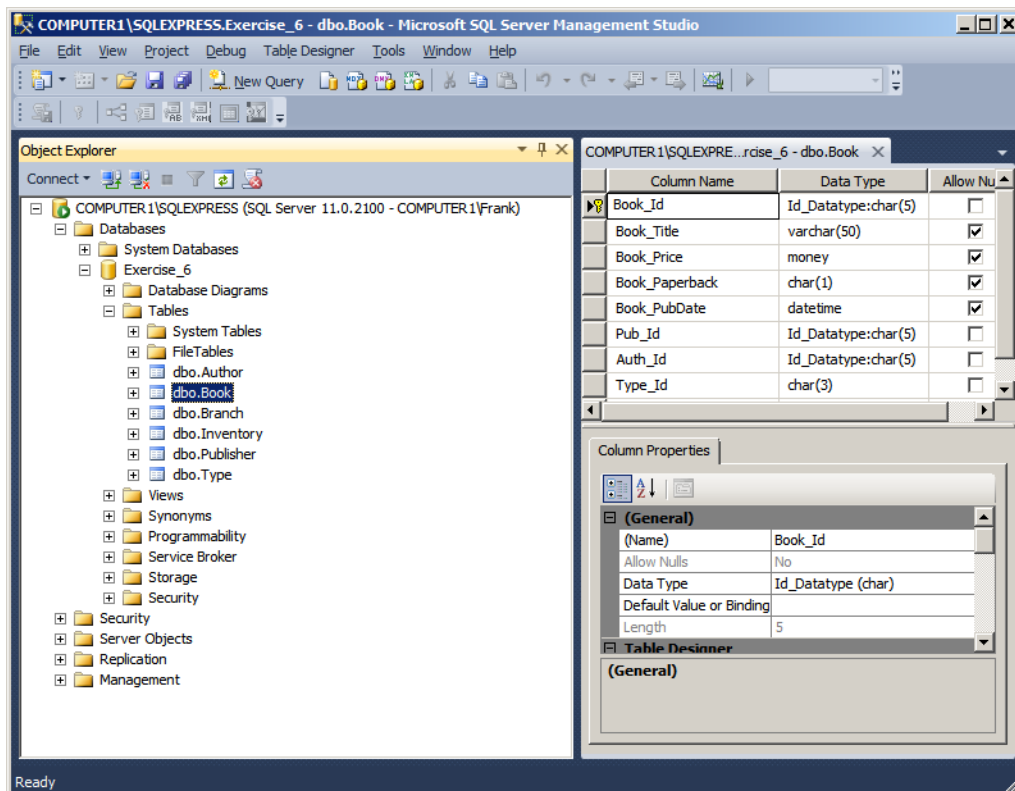 COMPUTER1\SQLEXPRESS.Exercise_6 - dbo.Book - Microsoft SQL Server Management Studio
File Edit View Project Debug Table Designer Tools Window Help
New Query
Object Explorer
Connect
COMPUTER1\SQLEXPRESS (SQL Server 11.0.2100 - COMPUTER1\Frank)
Databases
System Databases
Exercise_6
Database Diagrams
Tables
System Tables
FileTables
dbo.Author
dbo.Book
dbo.Branch
dbo.Inventory
dbo.Publisher
dbo.Type
Views
Synonyms
Programmability
Service Broker
Storage
Security
Security
Server Objects
Replication
Management
COMPUTER1\SQLEXPRE...rcise_6 - dbo.Book
Column Name Data Type Allow Nu
Book_Id Id_Datatype:char(5)
Book_Title varchar(50)
Book_Price money
Book_Paperback char(1)
Book_PubDate datetime
Pub_Id Id_Datatype:char(5)
Auth_Id Id_Datatype:char(5)
Type_Id char(3)
Column Properties
(General)
(Name) Book_Id
Allow Nulls No
Data Type Id_Datatype (char)
Default Value or Binding
Length 5
Table Designer
(General)
Ready